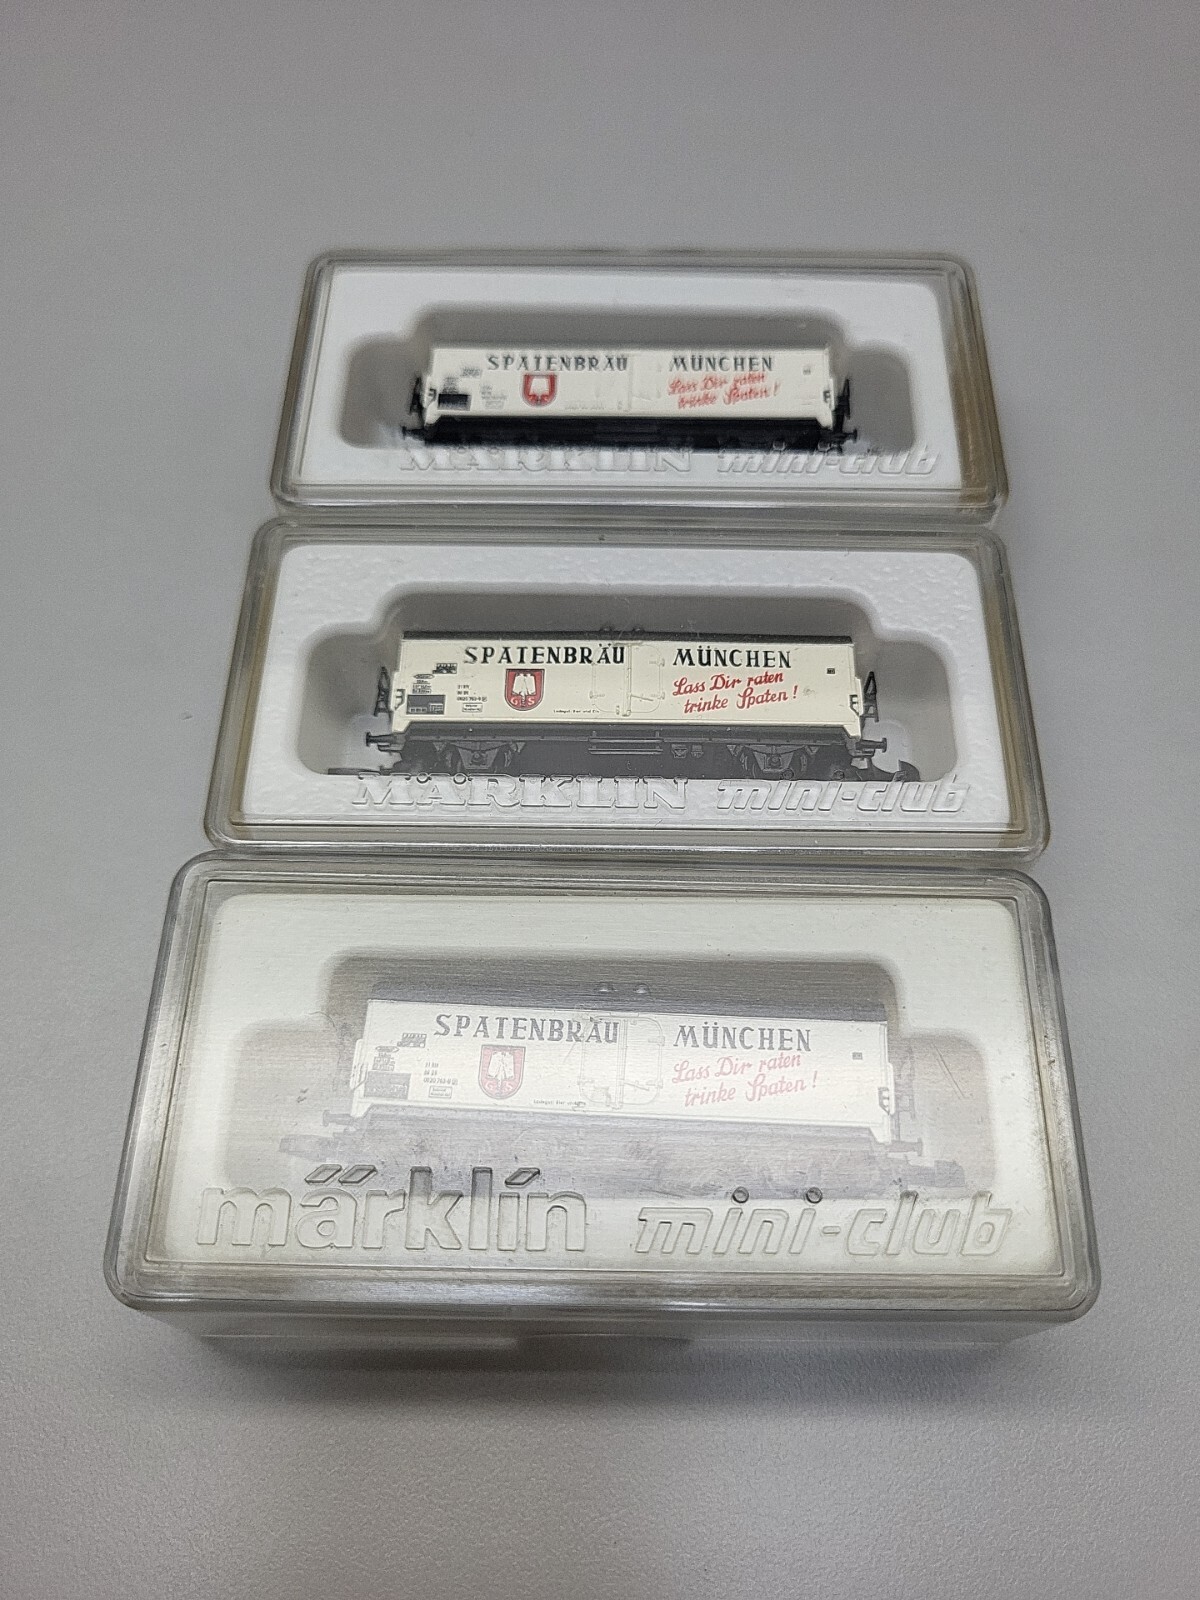 SPATENBRÄU MÜNCHEN
Lass Dir raten
trinke Spaten!
MÄRKLIN mini-club
SPATENBRÄU MÜNCHEN
Lass Dir raten
trinke Spaten!
G S
MÄRKLIN mini-club
SPATENBRÄU MÜNCHEN
Lass Dir raten
trinke Spaten!
G S
märklin mini-club